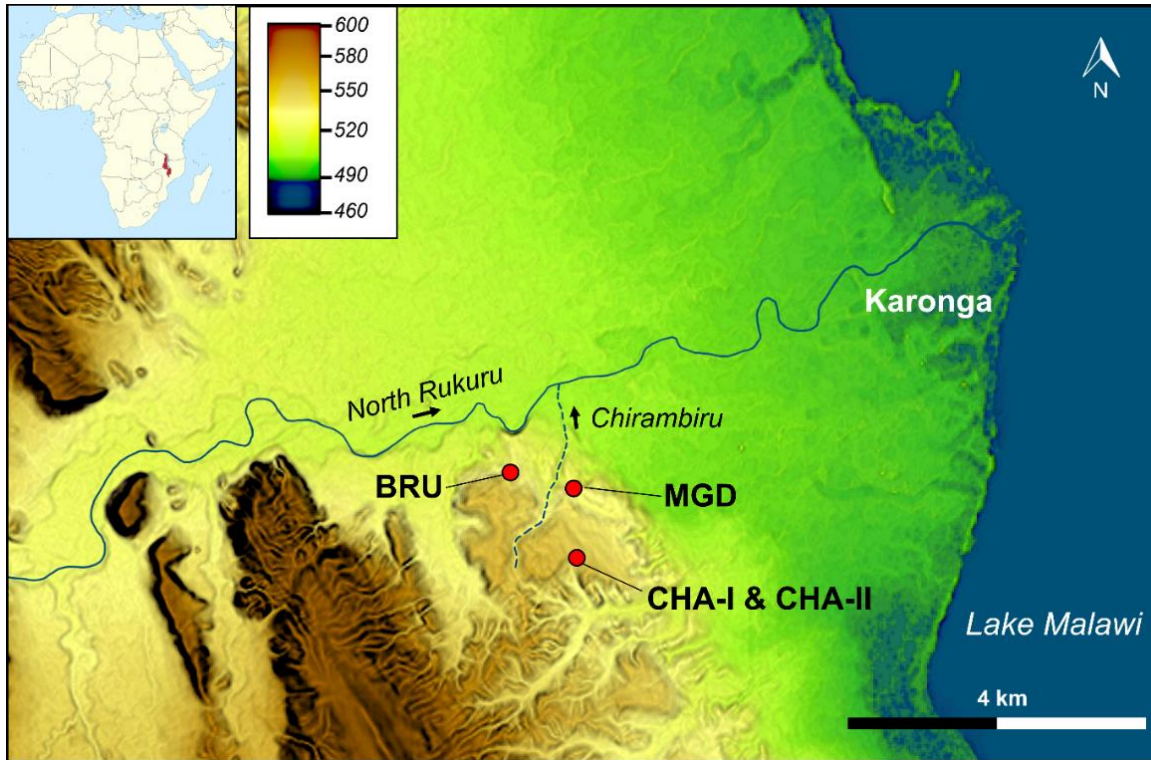 600
580
550
520
490
460
N
Karonga
North Rukuru
Chirambiru
BRU
MGD
CHA-I & CHA-II
Lake Malawi
4 km